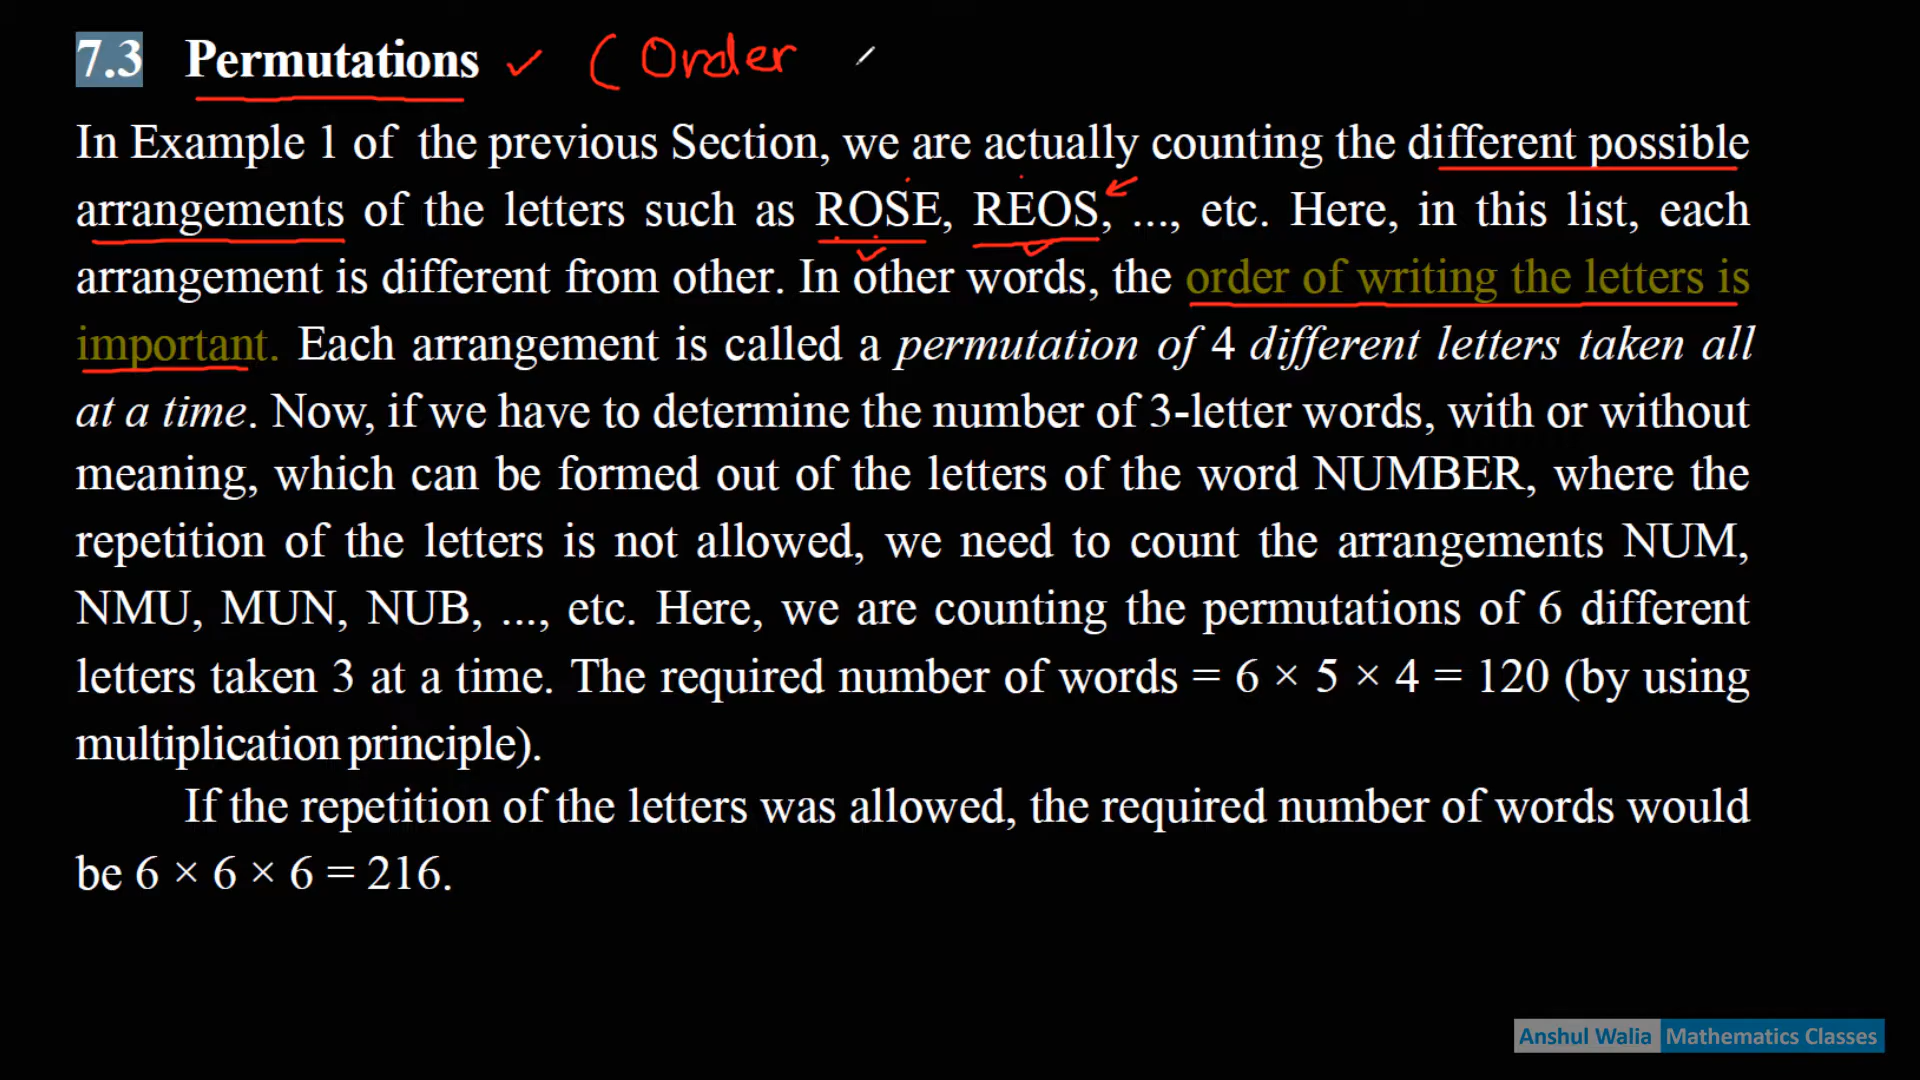 7.3 Permutations ✓ (Order
In Example 1 of the previous Section, we are actually counting the different possible
arrangements of the letters such as ROSE, REOS, ..., etc. Here, in this list, each
arrangement is different from other. In other words, the order of writing the letters is
important. Each arrangement is called a permutation of 4 different letters taken all
at a time. Now, if we have to determine the number of 3-letter words, with or without
meaning, which can be formed out of the letters of the word NUMBER, where the
repetition of the letters is not allowed, we need to count the arrangements NUM,
NMU, MUN, NUB, ..., etc. Here, we are counting the permutations of 6 different
letters taken 3 at a time. The required number of words = 6 × 5 × 4 = 120 (by using
multiplication principle).
If the repetition of the letters was allowed, the required number of words would
be 6 × 6 × 6 = 216.
Anshul Walia Mathematics Classes